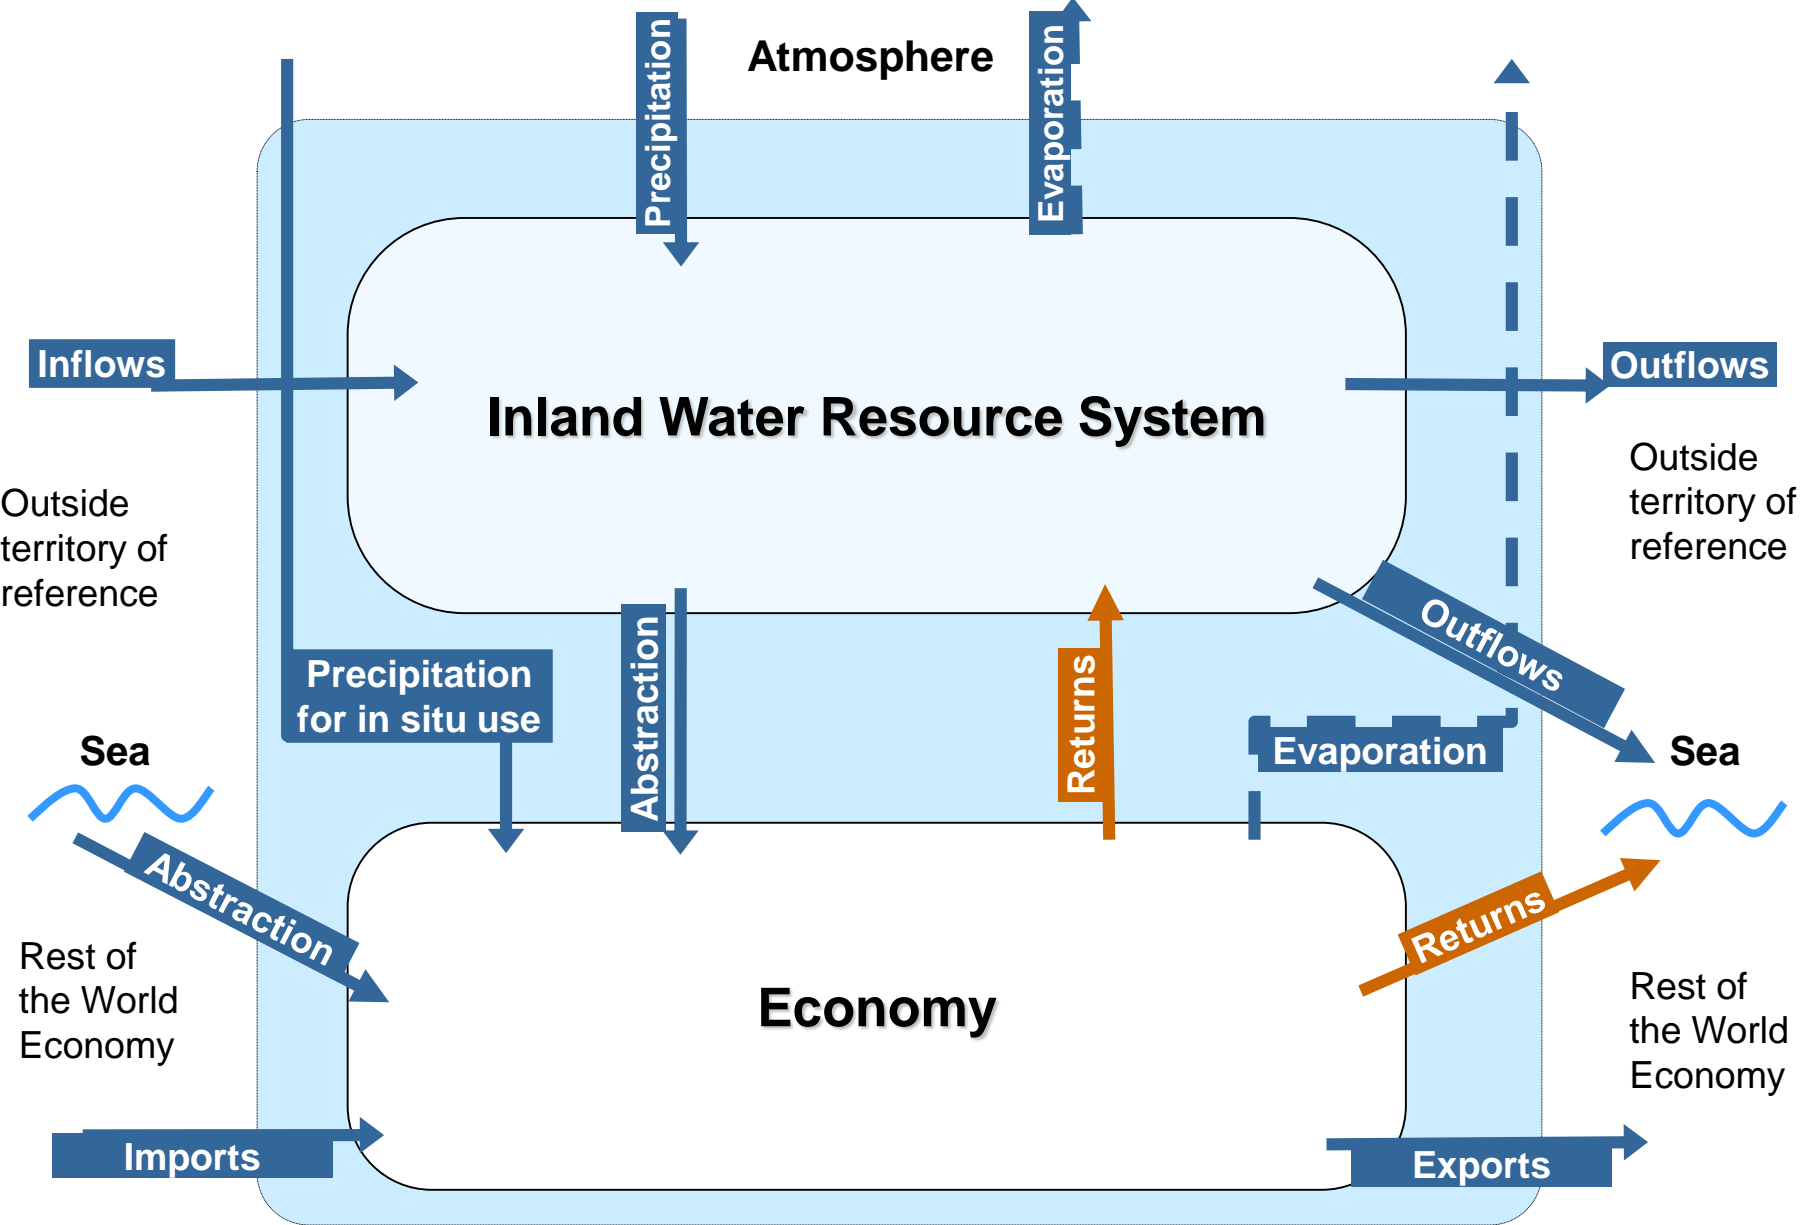 Atmosphere
Precipitation
Evaporation
Inflows
Outflows
Inland Water Resource System
Outside
territory of
reference
Outside
territory of
reference
Precipitation
for in situ use
Abstraction
Returns
Outflows
Evaporation
Sea
Sea
Abstraction
Returns
Rest of
the World
Economy
Economy
Rest of
the World
Economy
Imports
Exports